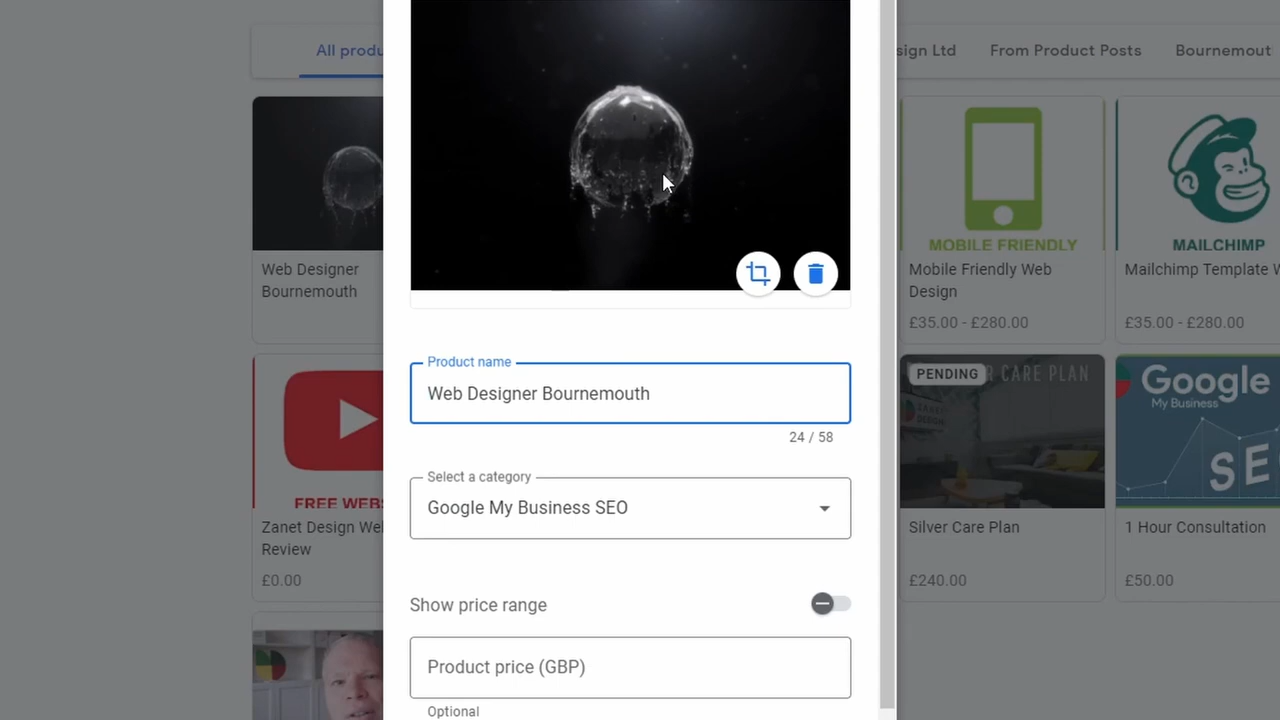 All produ
sign Ltd
From Product Posts
Bournemout
Web Designer
Bournemouth
MOBILE FRIENDLY
Mobile Friendly Web
Design
£35.00 - £280.00
MAILCHIMP
Mailchimp Template W
£35.00 - £280.00
Product name
Web Designer Bournemouth
24 / 58
Select a category
Google My Business SEO
Show price range
Product price (GBP)
Optional
FREE WEBS
Zanet Design We
Review
£0.00
PENDING
R CARE PLAN
Silver Care Plan
£240.00
Google
My Business
SE
1 Hour Consultation
£50.00